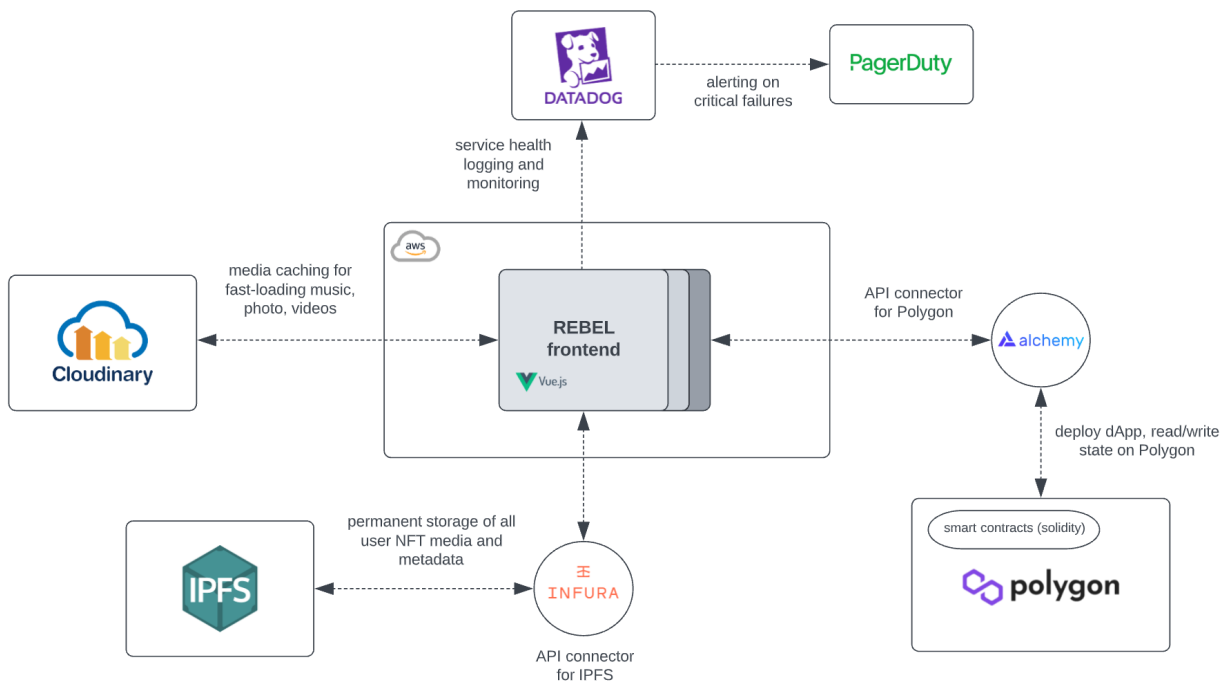 DATADOG
PagerDuty
alerting on
critical failures
service health
logging and
monitoring
aws
media caching for
fast-loading music,
photo, videos
Cloudinary
REBEL
frontend
Vue.js
API connector
for Polygon
alchemy
deploy dApp, read/write
state on Polygon
smart contracts (solidity)
polygon
permanent storage of all
user NFT media and
metadata
IPFS
INFURA
API connector
for IPFS